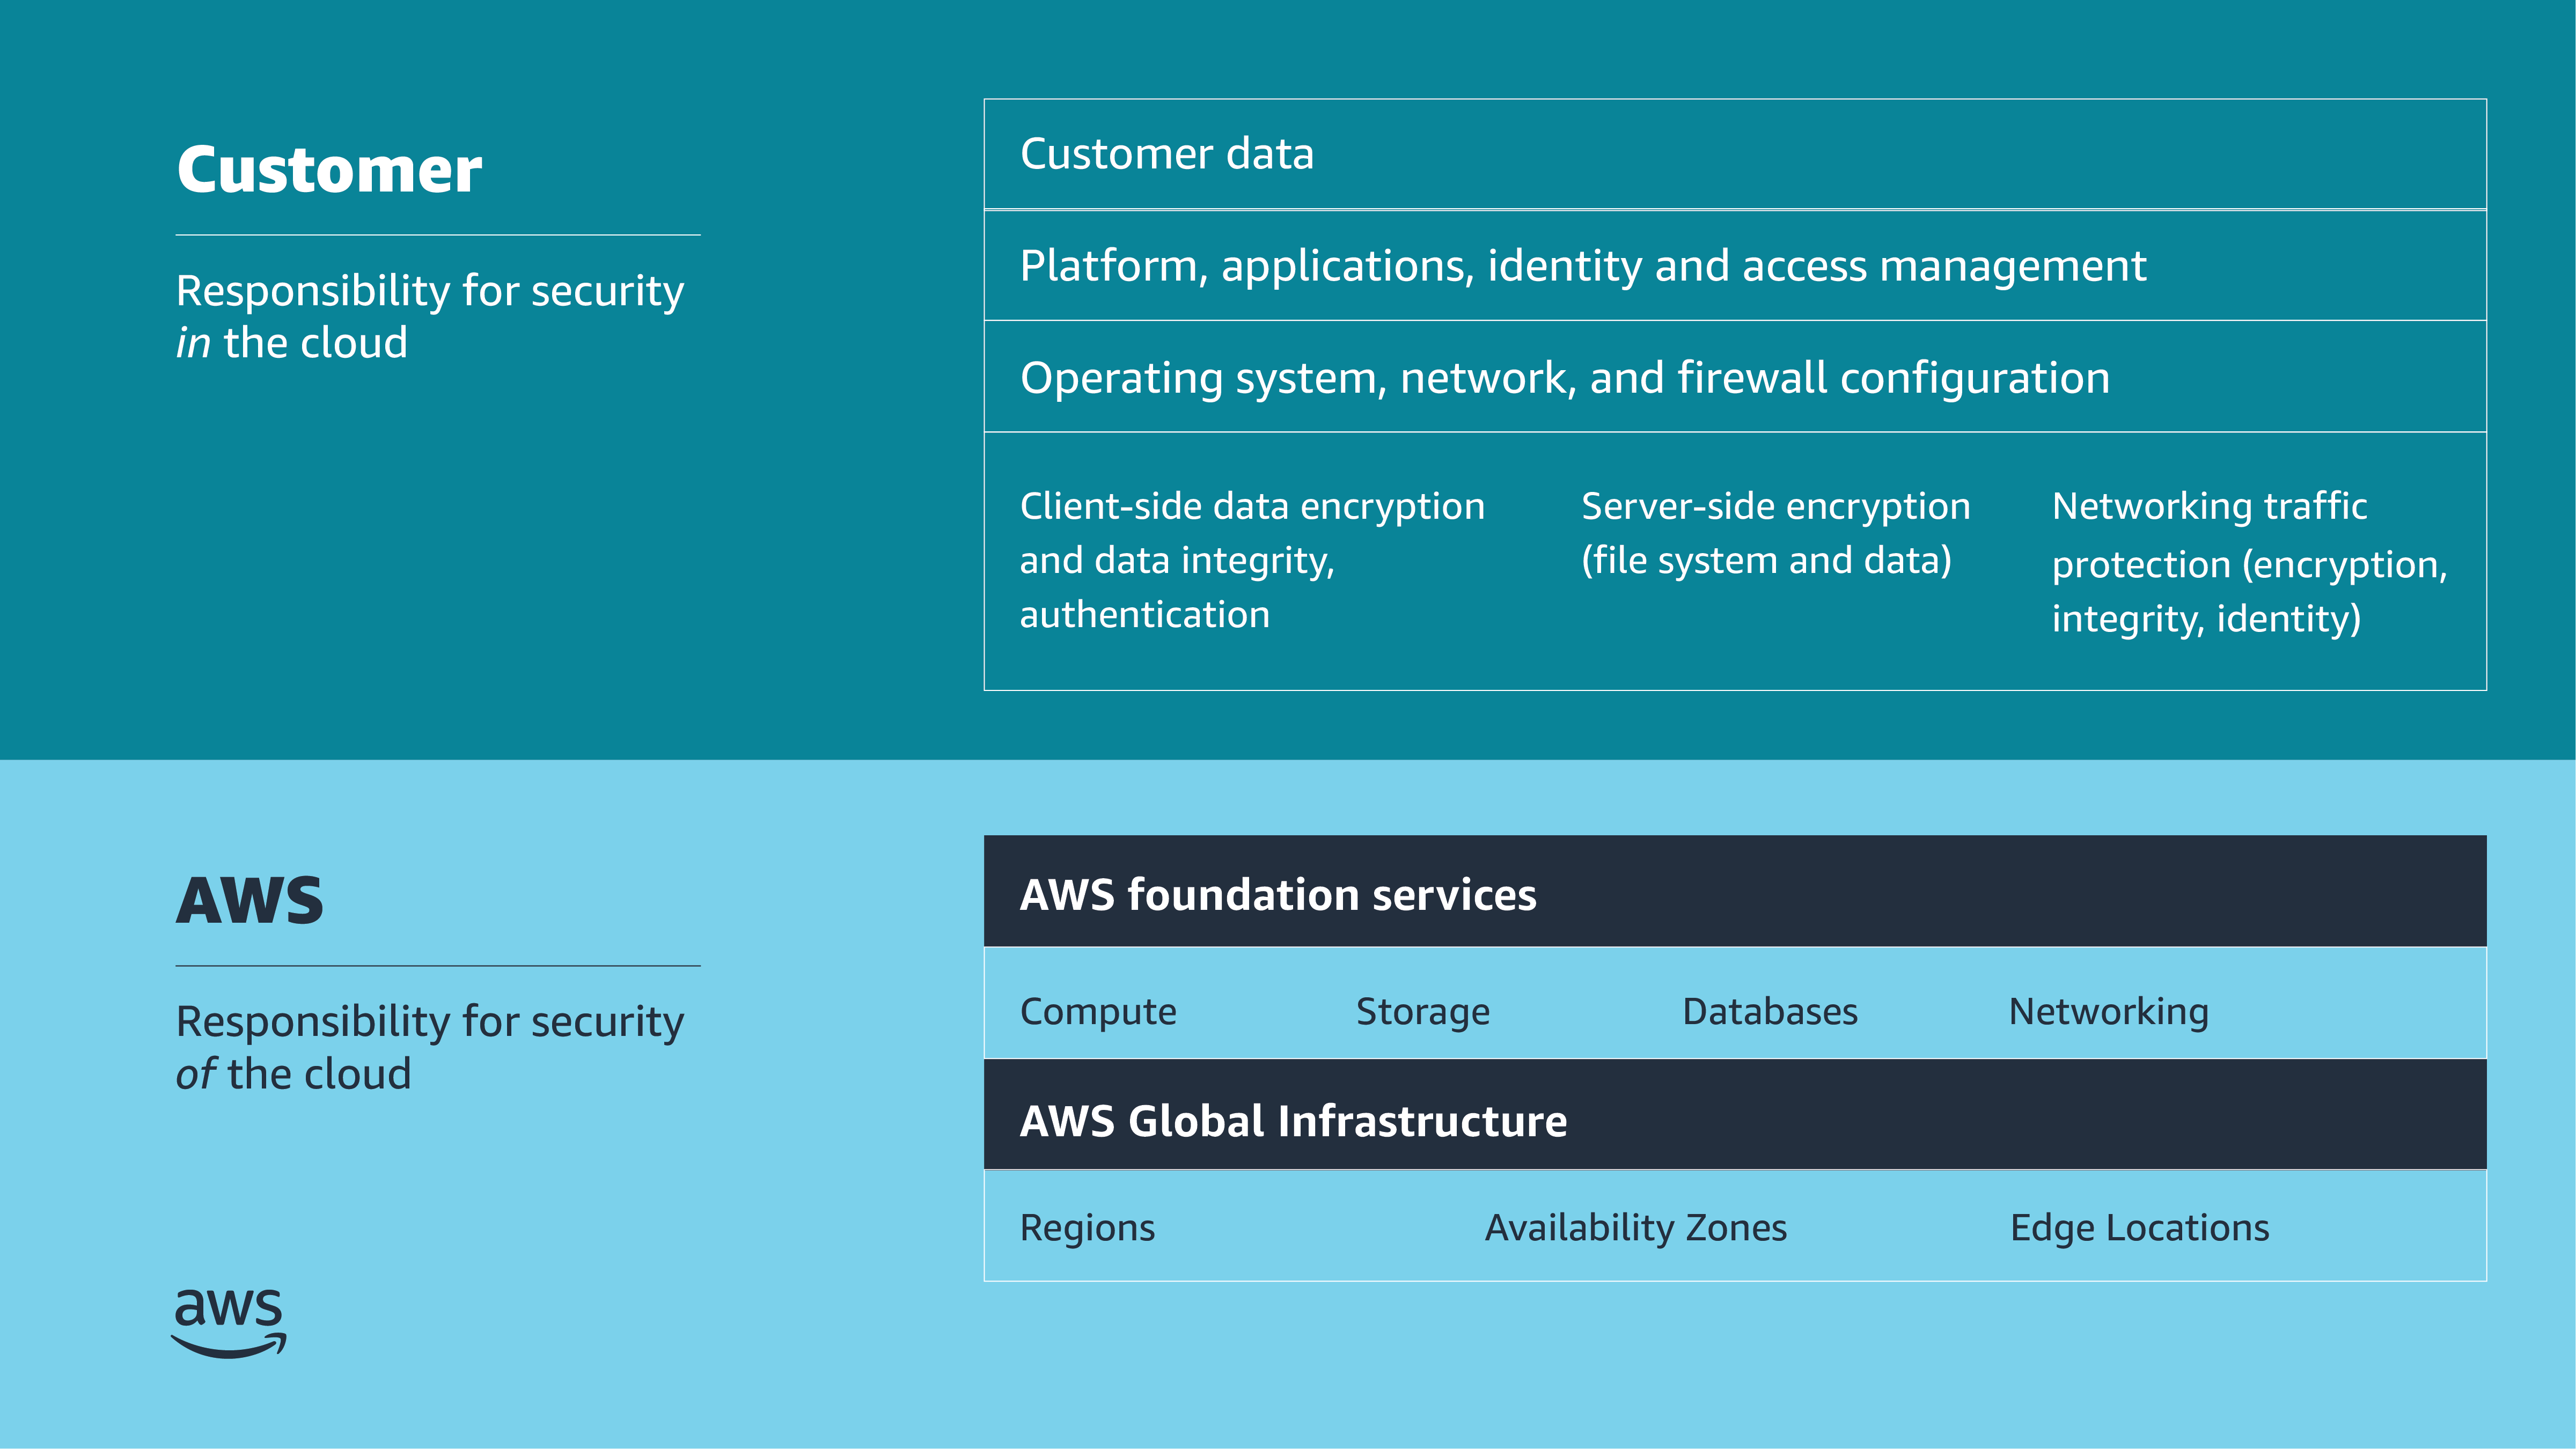 Customer
Responsibility for security
in the cloud
Customer data
Platform, applications, identity and access management
Operating system, network, and firewall configuration
Client-side data encryption
and data integrity,
authentication
Server-side encryption
(file system and data)
Networking traffic
protection (encryption,
integrity, identity)
AWS
Responsibility for security
of the cloud
AWS foundation services
Compute
Storage
Databases
Networking
AWS Global Infrastructure
Regions
Availability Zones
Edge Locations
aws